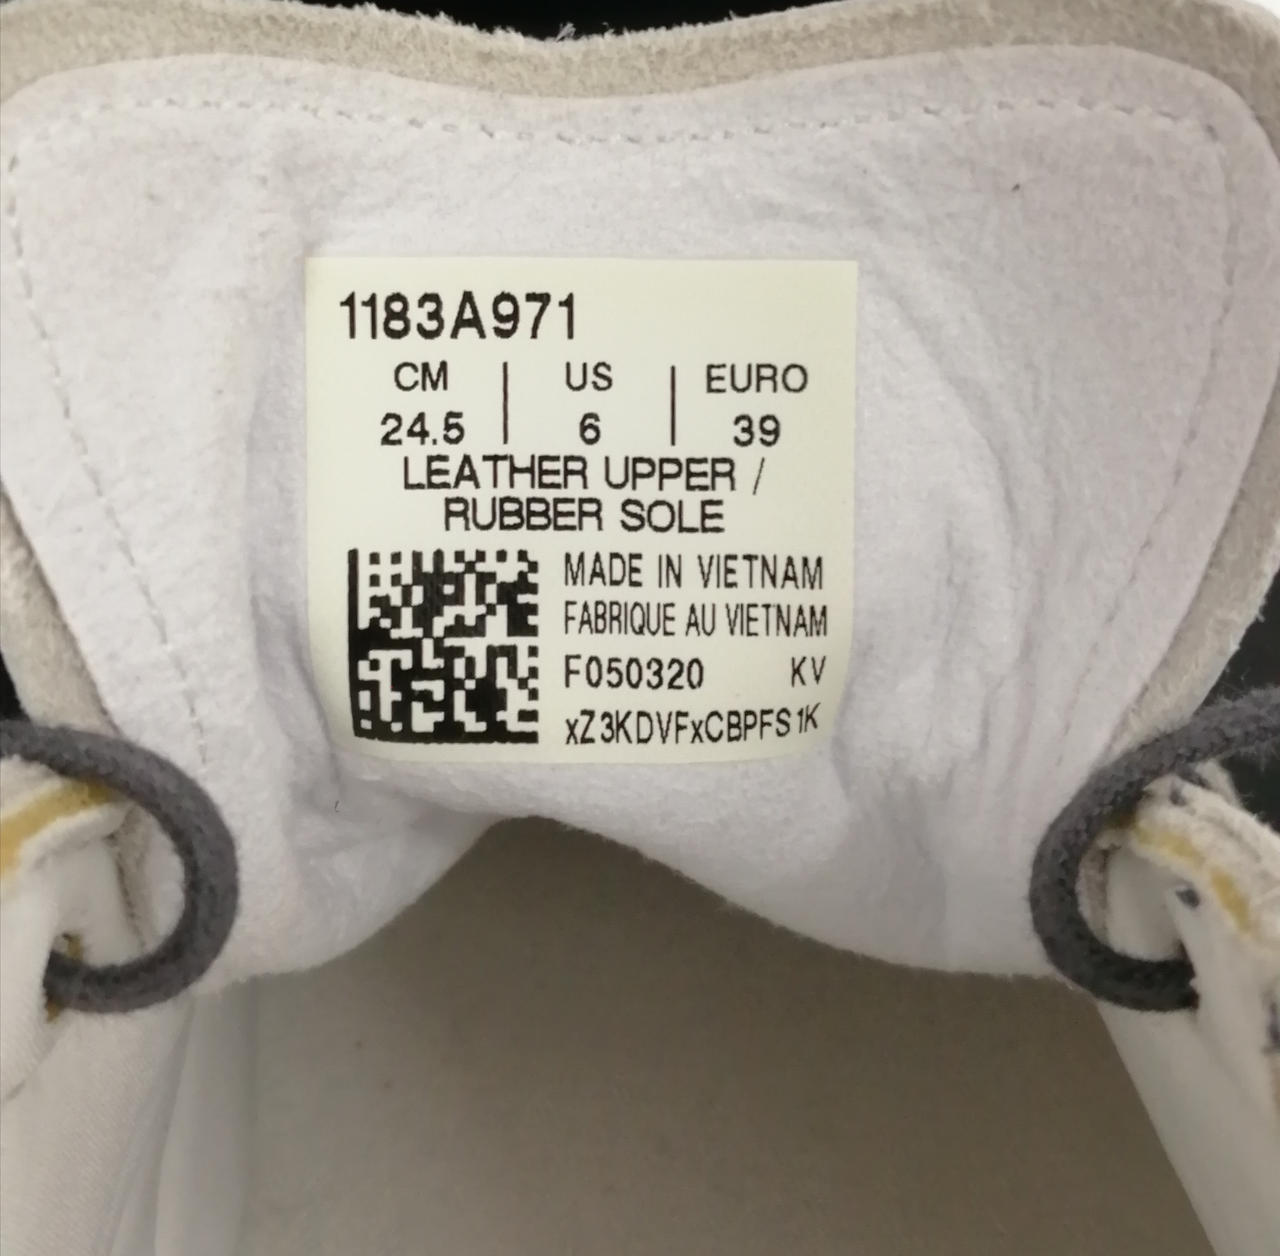 1183A971
CM | US | EURO
24.5 | 6 | 39
LEATHER UPPER /
RUBBER SOLE
MADE IN VIETNAM
FABRIQUE AU VIETNAM
F050320 KV
xZ3KDVFxCBPFS1K